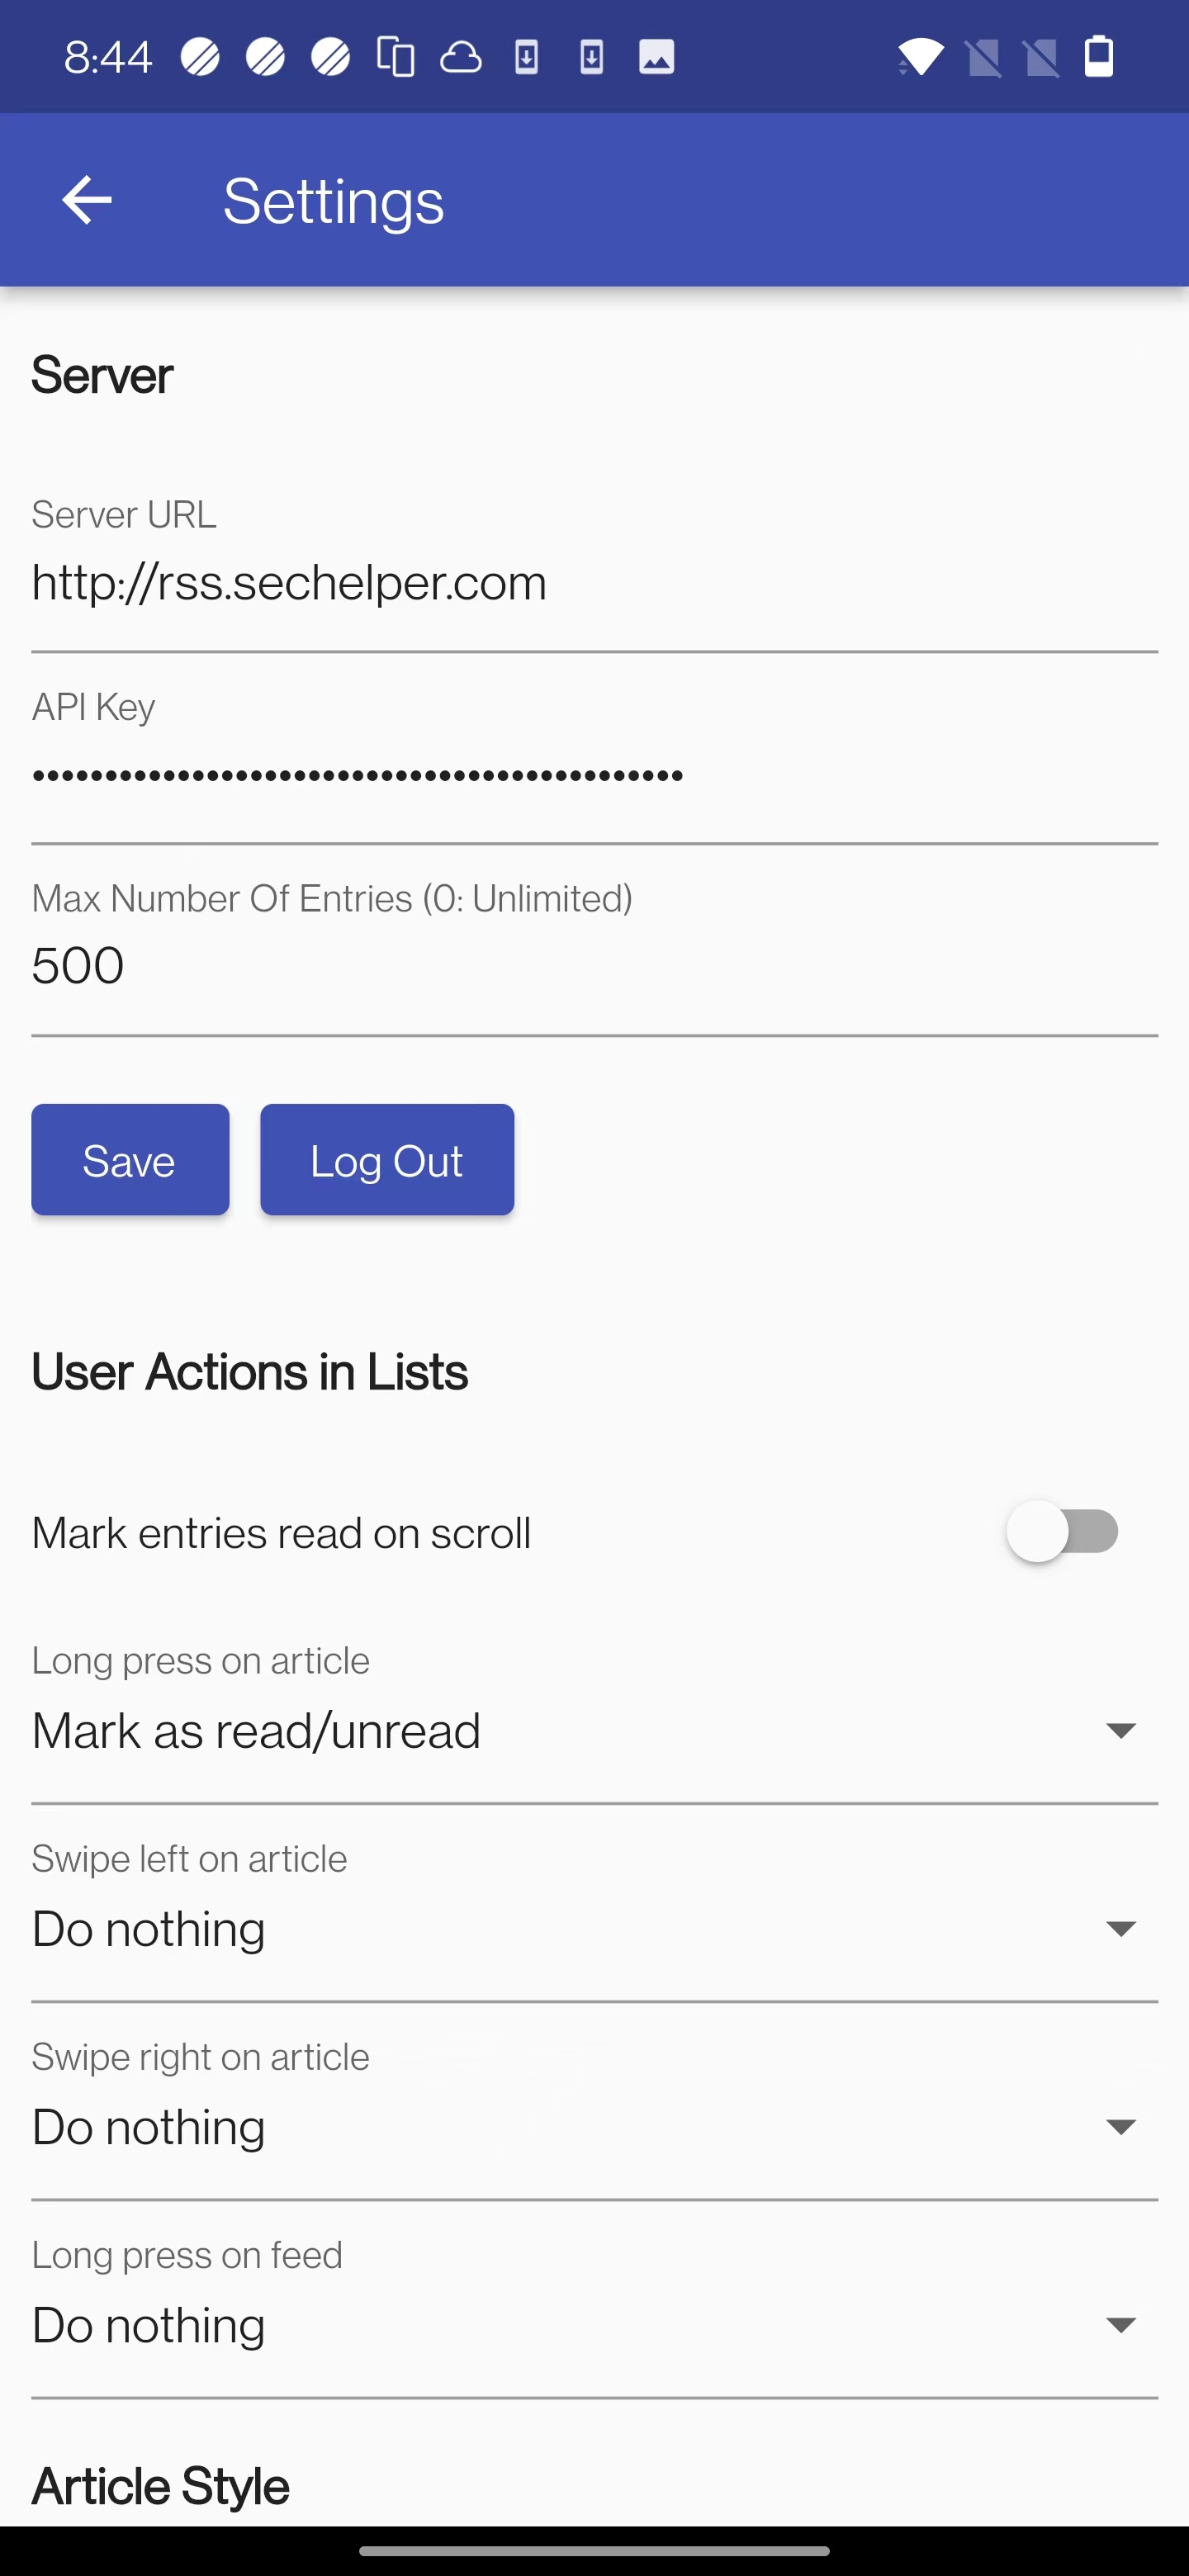 8:44
Settings
Server
Server URL
http://rss.sechelper.com
API Key
•••••••••••••••••••••••••••••••••••••••••••••
Max Number Of Entries (0: Unlimited)
500
Save
Log Out
User Actions in Lists
Mark entries read on scroll
Long press on article
Mark as read/unread
Swipe left on article
Do nothing
Swipe right on article
Do nothing
Long press on feed
Do nothing
Article Style